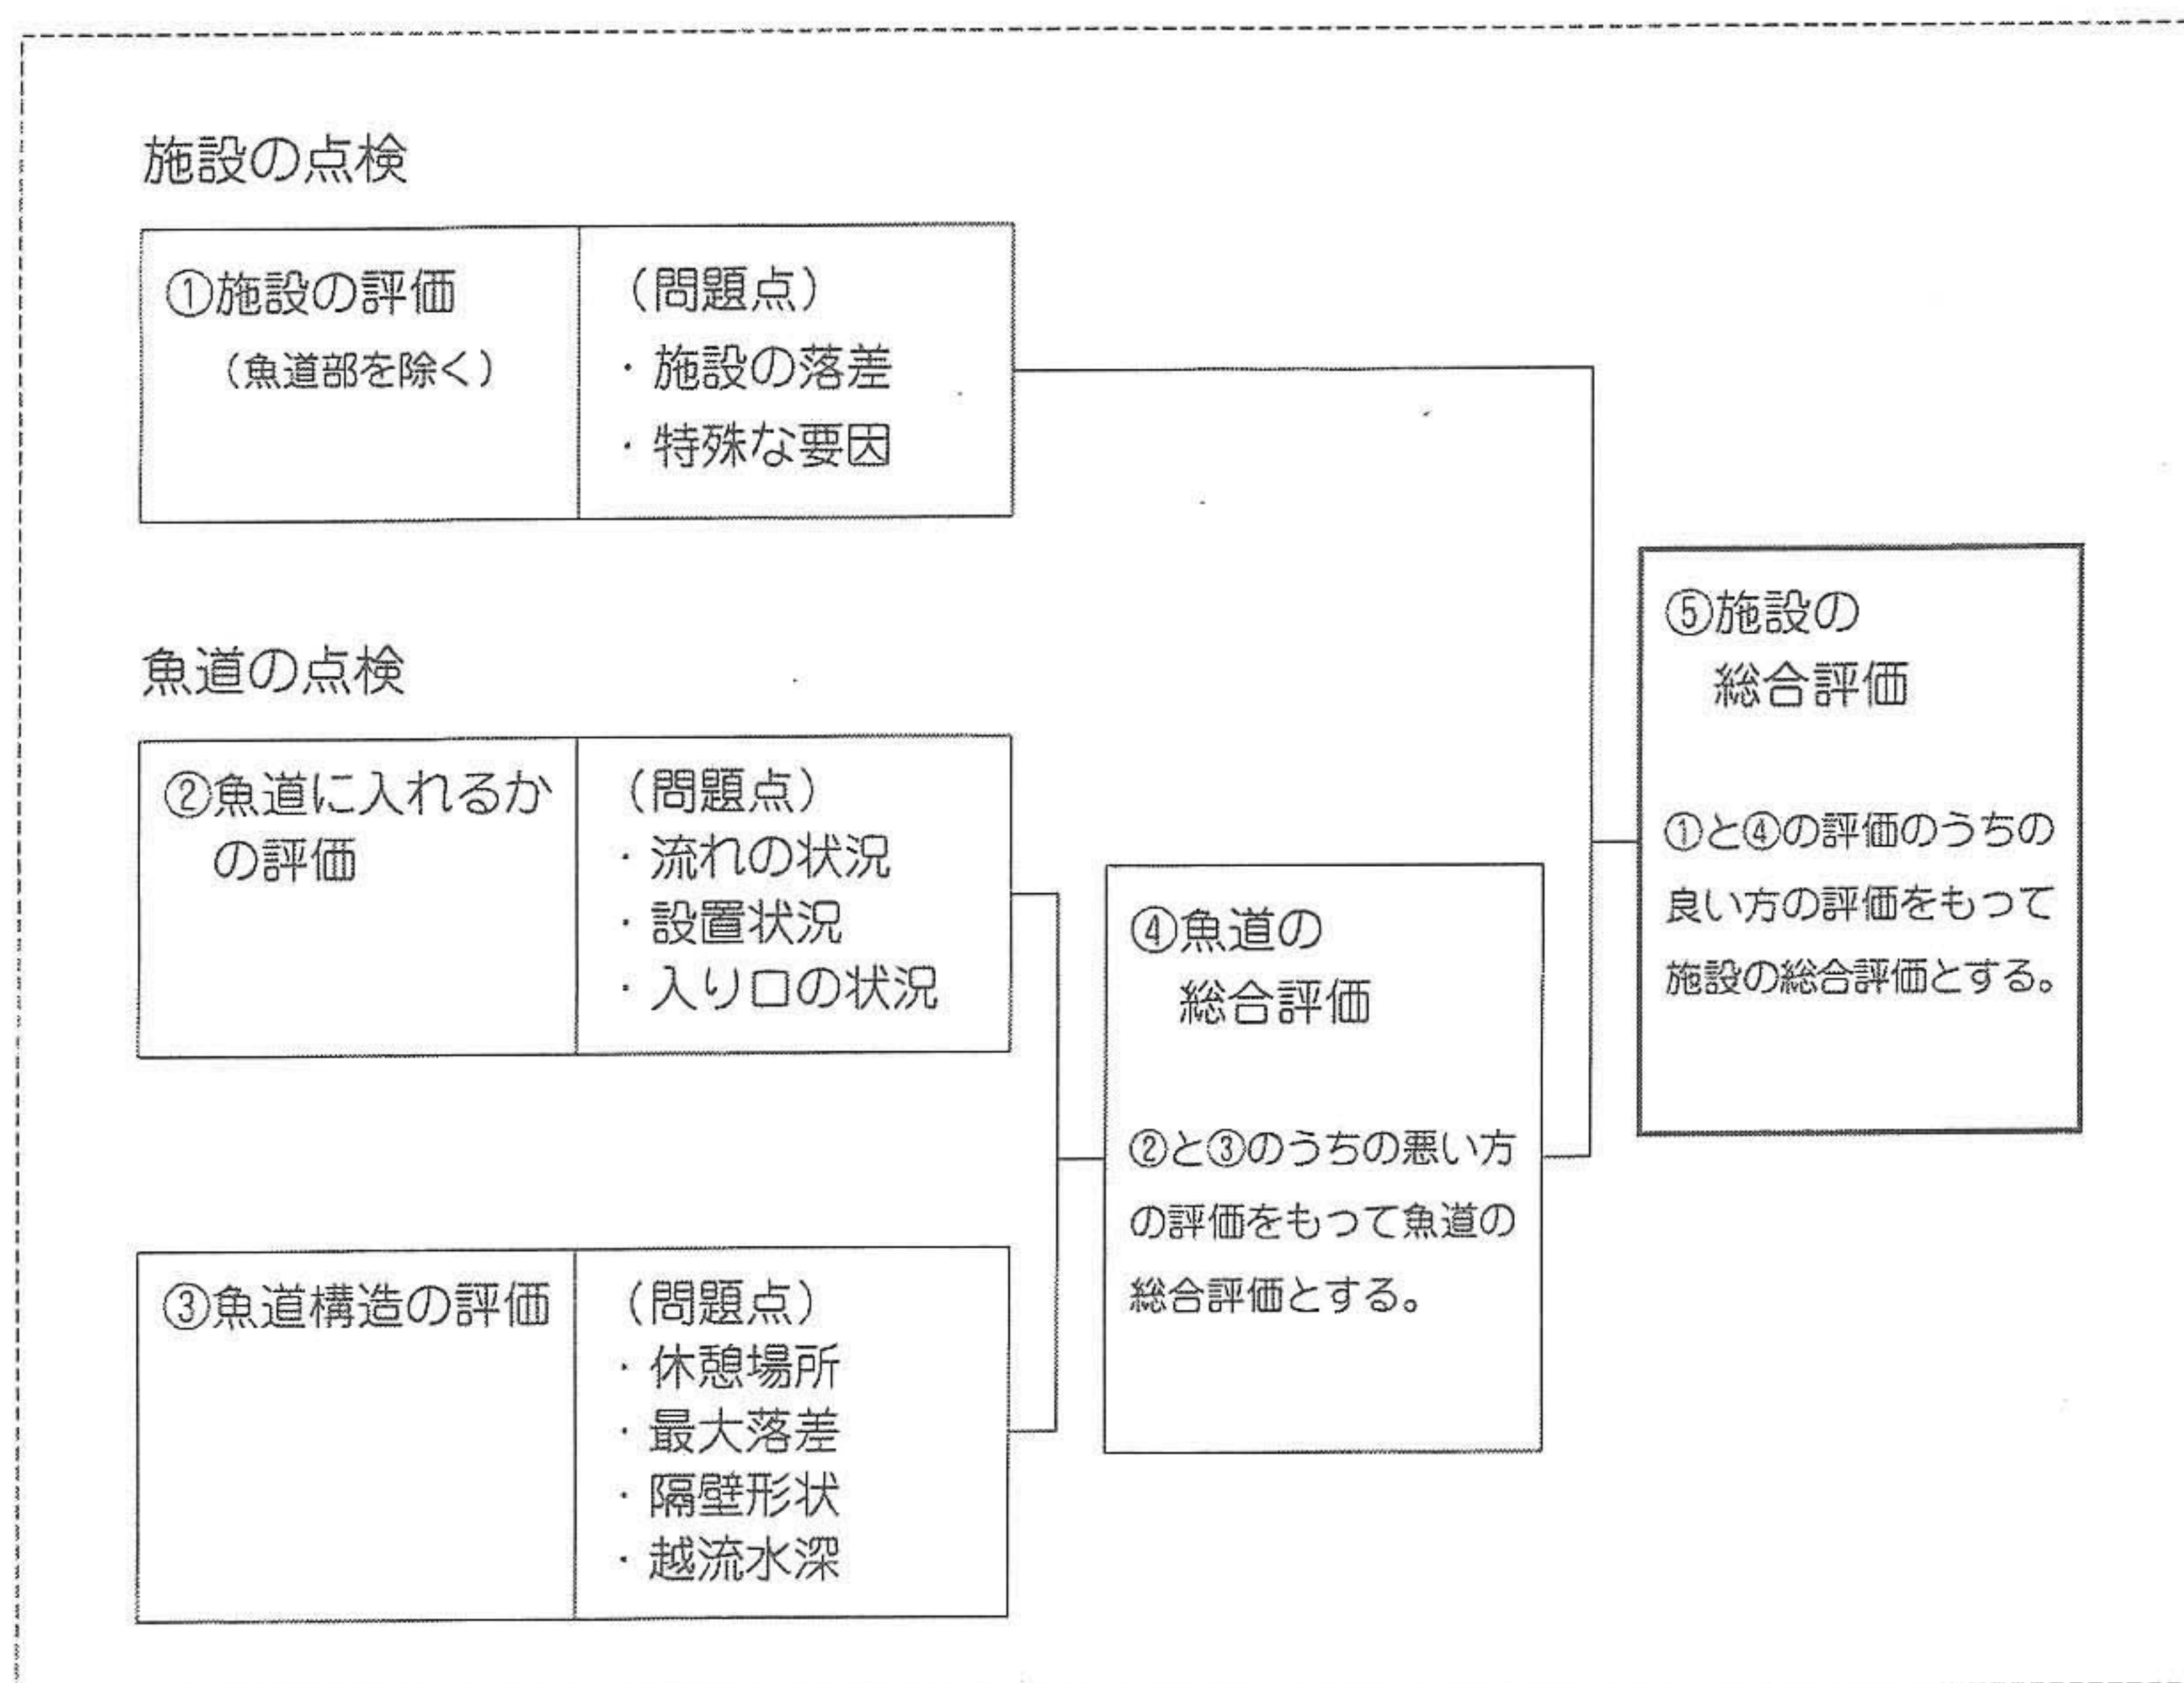 施設の点検
①施設の評価
（魚道部を除く）
（問題点）
・施設の落差
・特殊な要因
魚道の点検
②魚道に入れるか
の評価
（問題点）
・流れの状況
・設置状況
・入り口の状況
③魚道構造の評価
（問題点）
・休憩場所
・最大落差
・隔壁形状
・越流水深
④魚道の
総合評価
②と③のうちの悪い方
の評価をもって魚道の
総合評価とする。
⑤施設の
総合評価
①と④の評価のうちの
良い方の評価をもって
施設の総合評価とする。